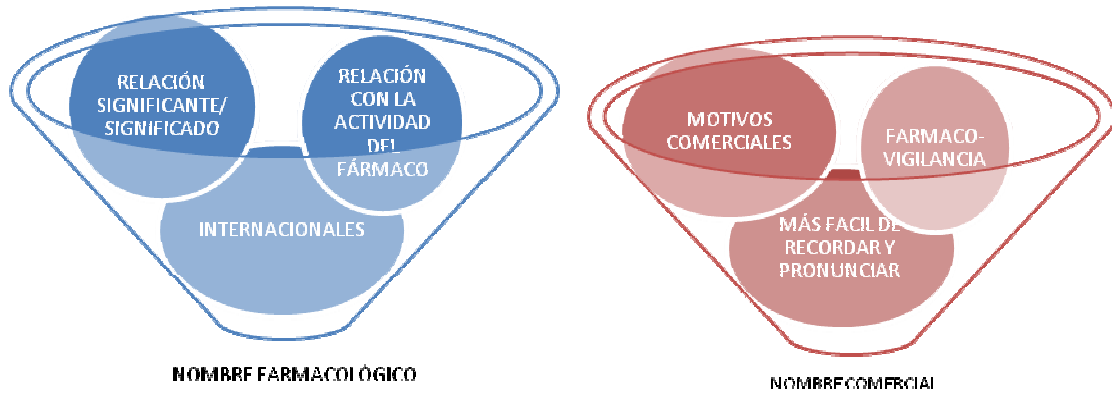 RELACIÓN
SIGNIFICANTE/
SIGNIFICADO
RELACIÓN
CON LA
ACTIVIDAD
DEL
FÁRMACO
INTERNACIONALES
NOMBRE FARMACOLÓGICO
MOTIVOS
COMERCIALES
FARMACO-
VIGILANCIA
MÁS FACIL DE
RECORDAR Y
PRONUNCIAR
NOMBRE COMERCIAL